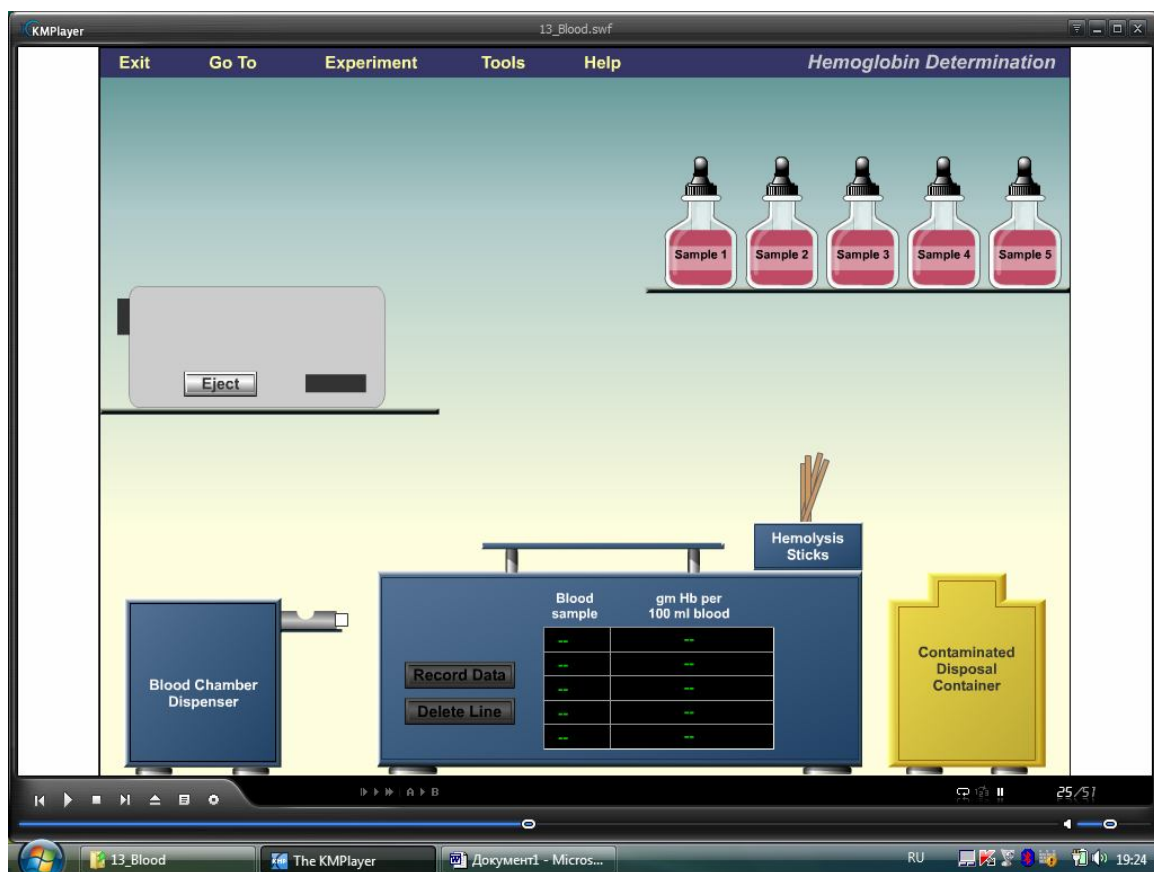 KMPlayer
13_Blood.swf
Exit Go To Experiment Tools Help Hemoglobin Determination
Sample 1 Sample 2 Sample 3 Sample 4 Sample 5
Eject
Hemolysis
Sticks
Blood
sample
gm Hb per
100 ml blood
-- --
-- --
-- --
-- --
-- --
Record Data
Delete Line
Blood Chamber
Dispenser
Contaminated
Disposal
Container
A B
25/51
13_Blood
The KMPlayer
Документ1 - Micros...
RU
19:24